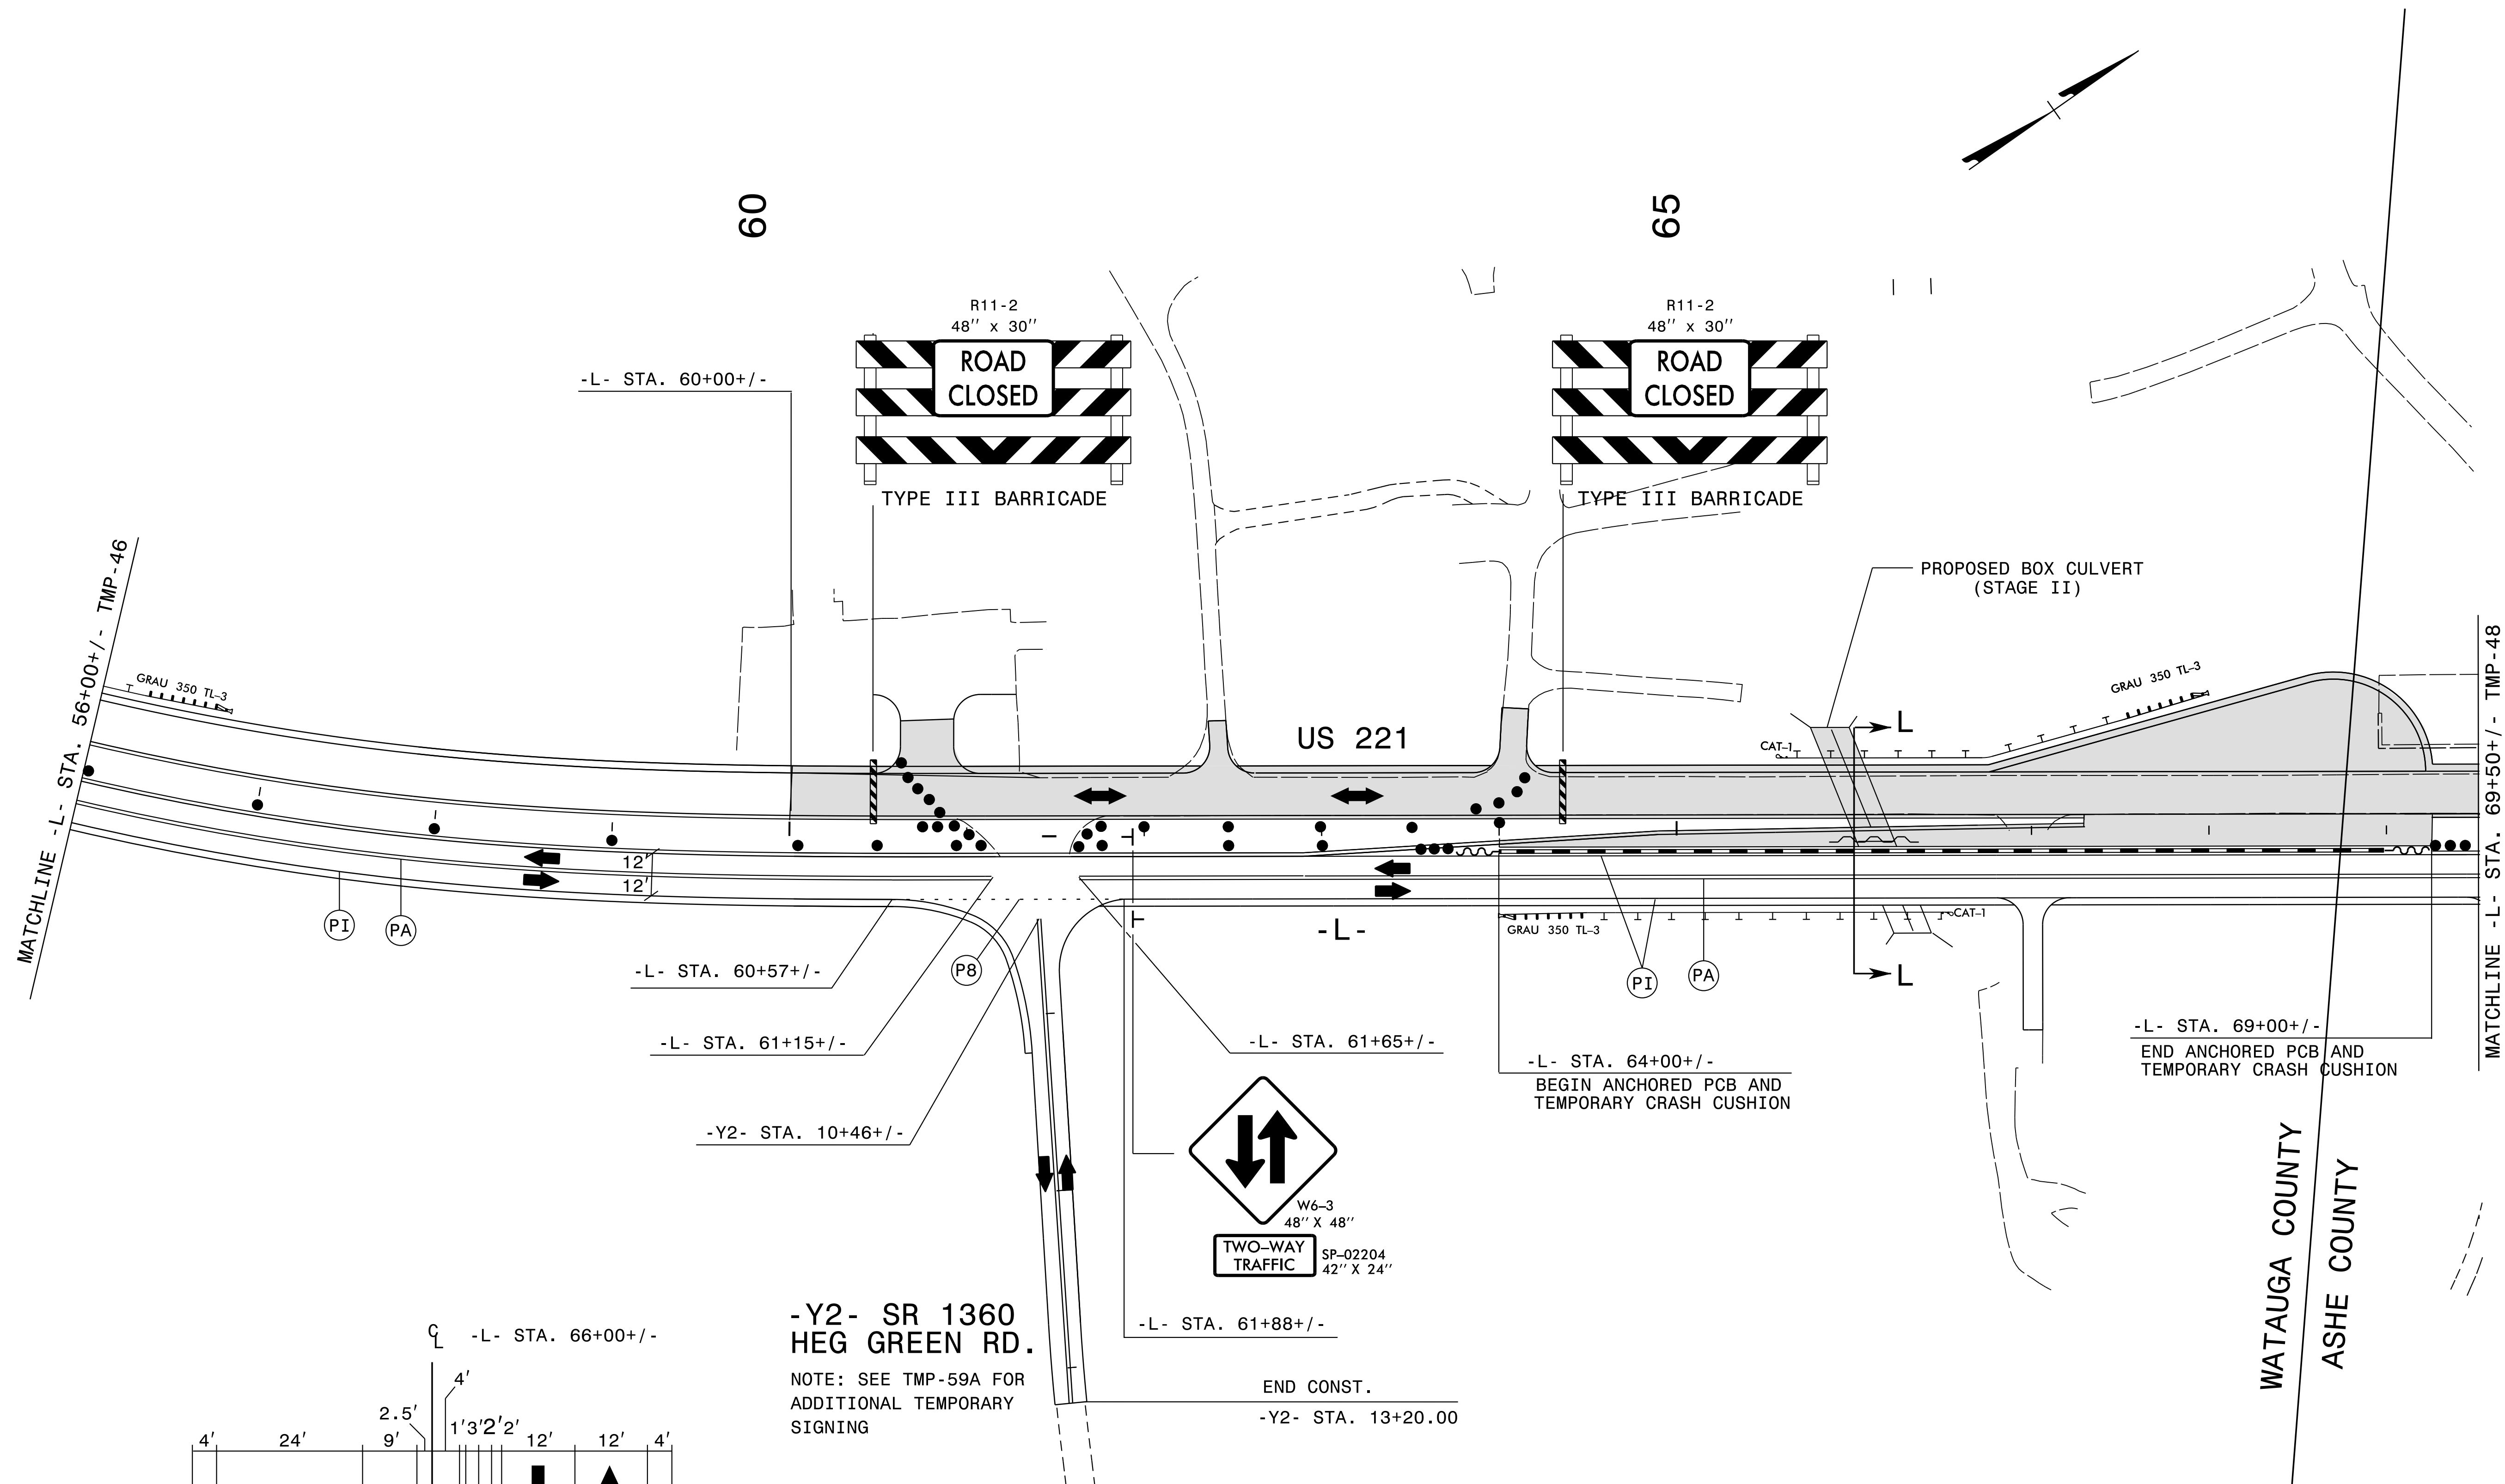 60
65
R11-2
48'' x 30''
ROAD
CLOSED
TYPE III BARRICADE
R11-2
48'' x 30''
ROAD
CLOSED
TYPE III BARRICADE
-L- STA. 60+00+/-
MATCHLINE -L- STA. 56+00+/- TMP-46
GRAU 350 TL-3
PROPOSED BOX CULVERT
(STAGE II)
US 221
CAT-1
L
GRAU 350 TL-3
MATCHLINE -L- STA. 69+50+/- TMP-48
12'
12'
PI
PA
-L- STA. 60+57+/-
P8
-L-
GRAU 350 TL-3
CAT-1
PI
PA
L
-L- STA. 61+15+/-
-L- STA. 61+65+/-
-L- STA. 64+00+/-
BEGIN ANCHORED PCB AND
TEMPORARY CRASH CUSHION
-L- STA. 69+00+/-
END ANCHORED PCB AND
TEMPORARY CRASH CUSHION
-Y2- STA. 10+46+/-
W6-3
48'' X 48''
TWO-WAY
TRAFFIC
SP-02204
42'' X 24''
WATAUGA COUNTY
ASHE COUNTY
-L- STA. 61+88+/-
-Y2- SR 1360
HEG GREEN RD.
NOTE: SEE TMP-59A FOR
ADDITIONAL TEMPORARY
SIGNING
END CONST.
-Y2- STA. 13+20.00
CL -L- STA. 66+00+/-
4'
2.5'
4' 24' 9' 1' 3' 2' 2' 12' 12' 4'